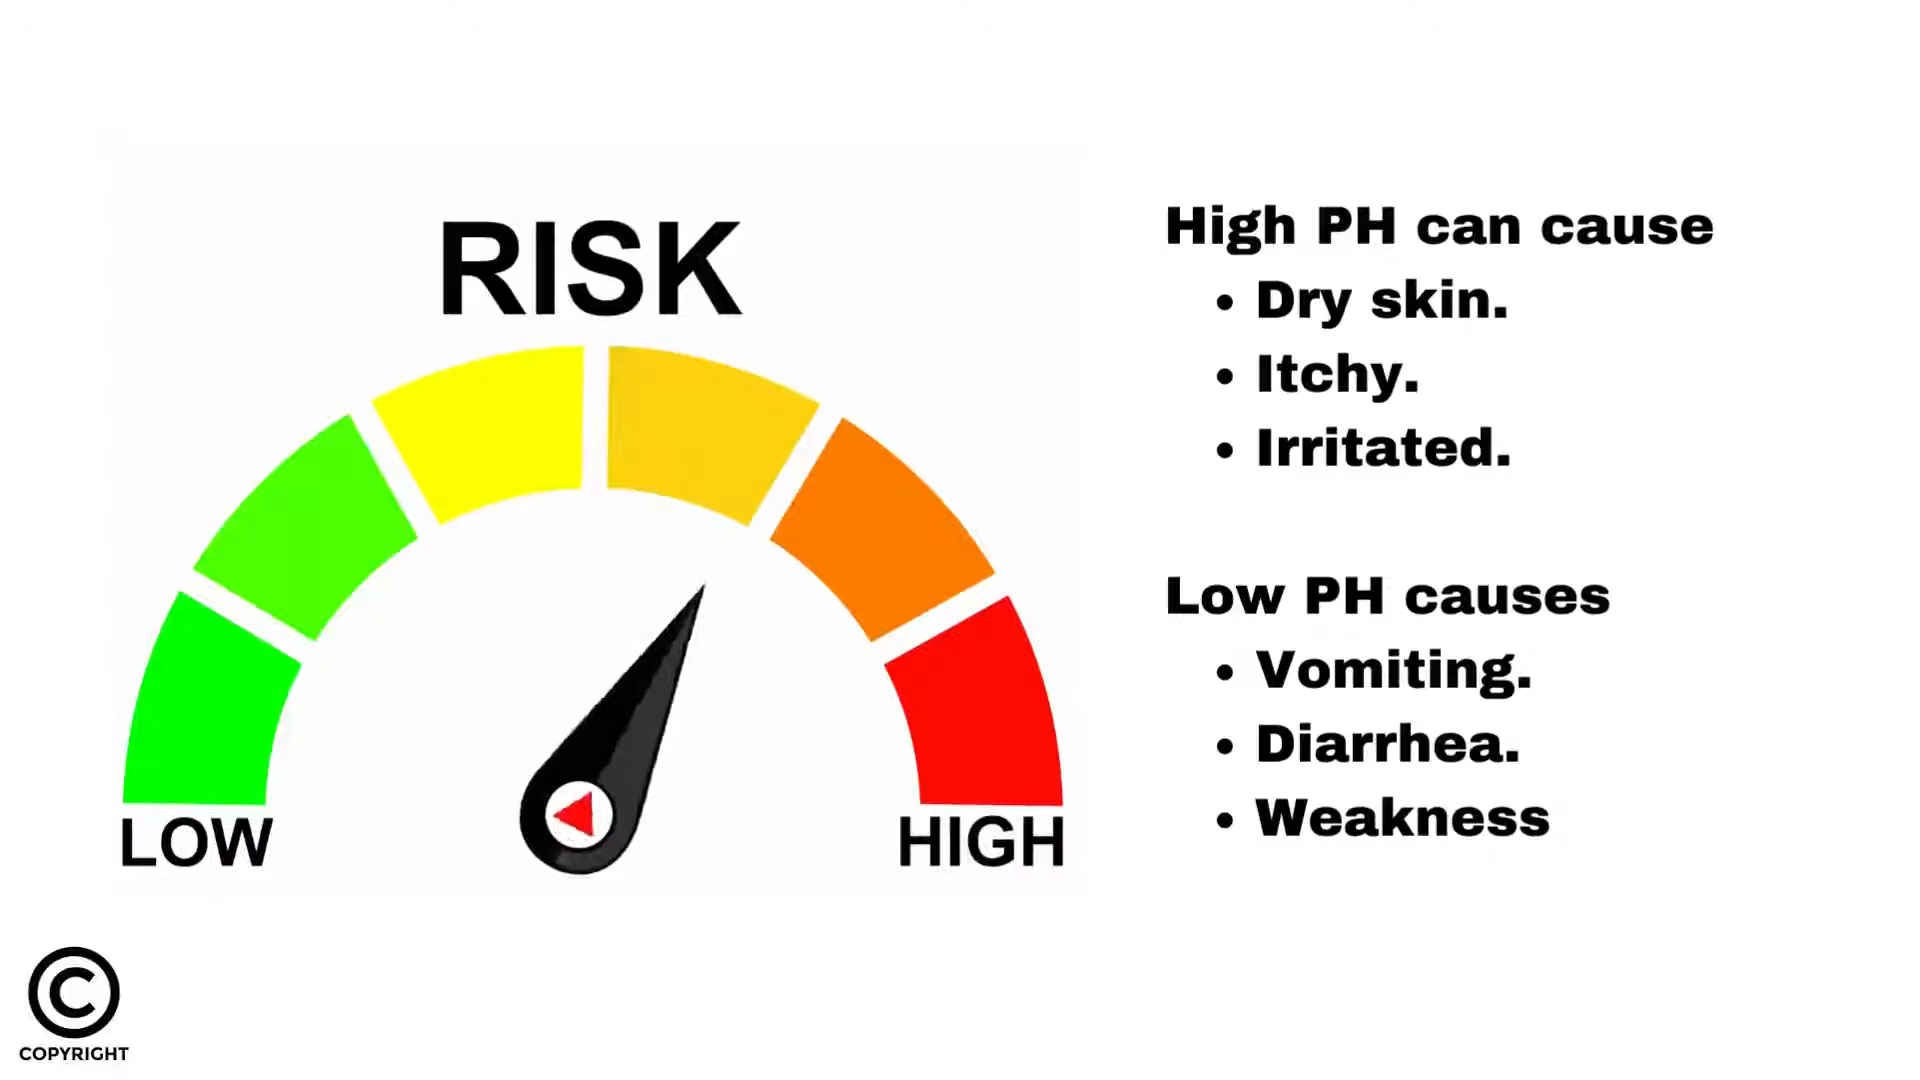 RISK
LOW
HIGH
High PH can cause
• Dry skin.
• Itchy.
• Irritated.
Low PH causes
• Vomiting.
• Diarrhea.
• Weakness
©
COPYRIGHT